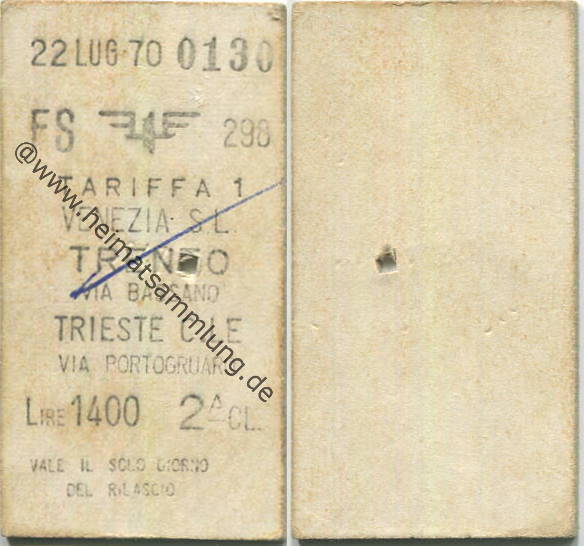 22 LUG·70 0130
FS 298
TARIFFA 1
VENEZIA S.L.
TRENTO
VIA BASSANO
TRIESTE C.LE
VIA PORTOGRUARO
LIRE 1400 2ᴬ CL.
VALE IL SOLO GIORNO
DEL RILASCIO
@www.heimatsammlung.de